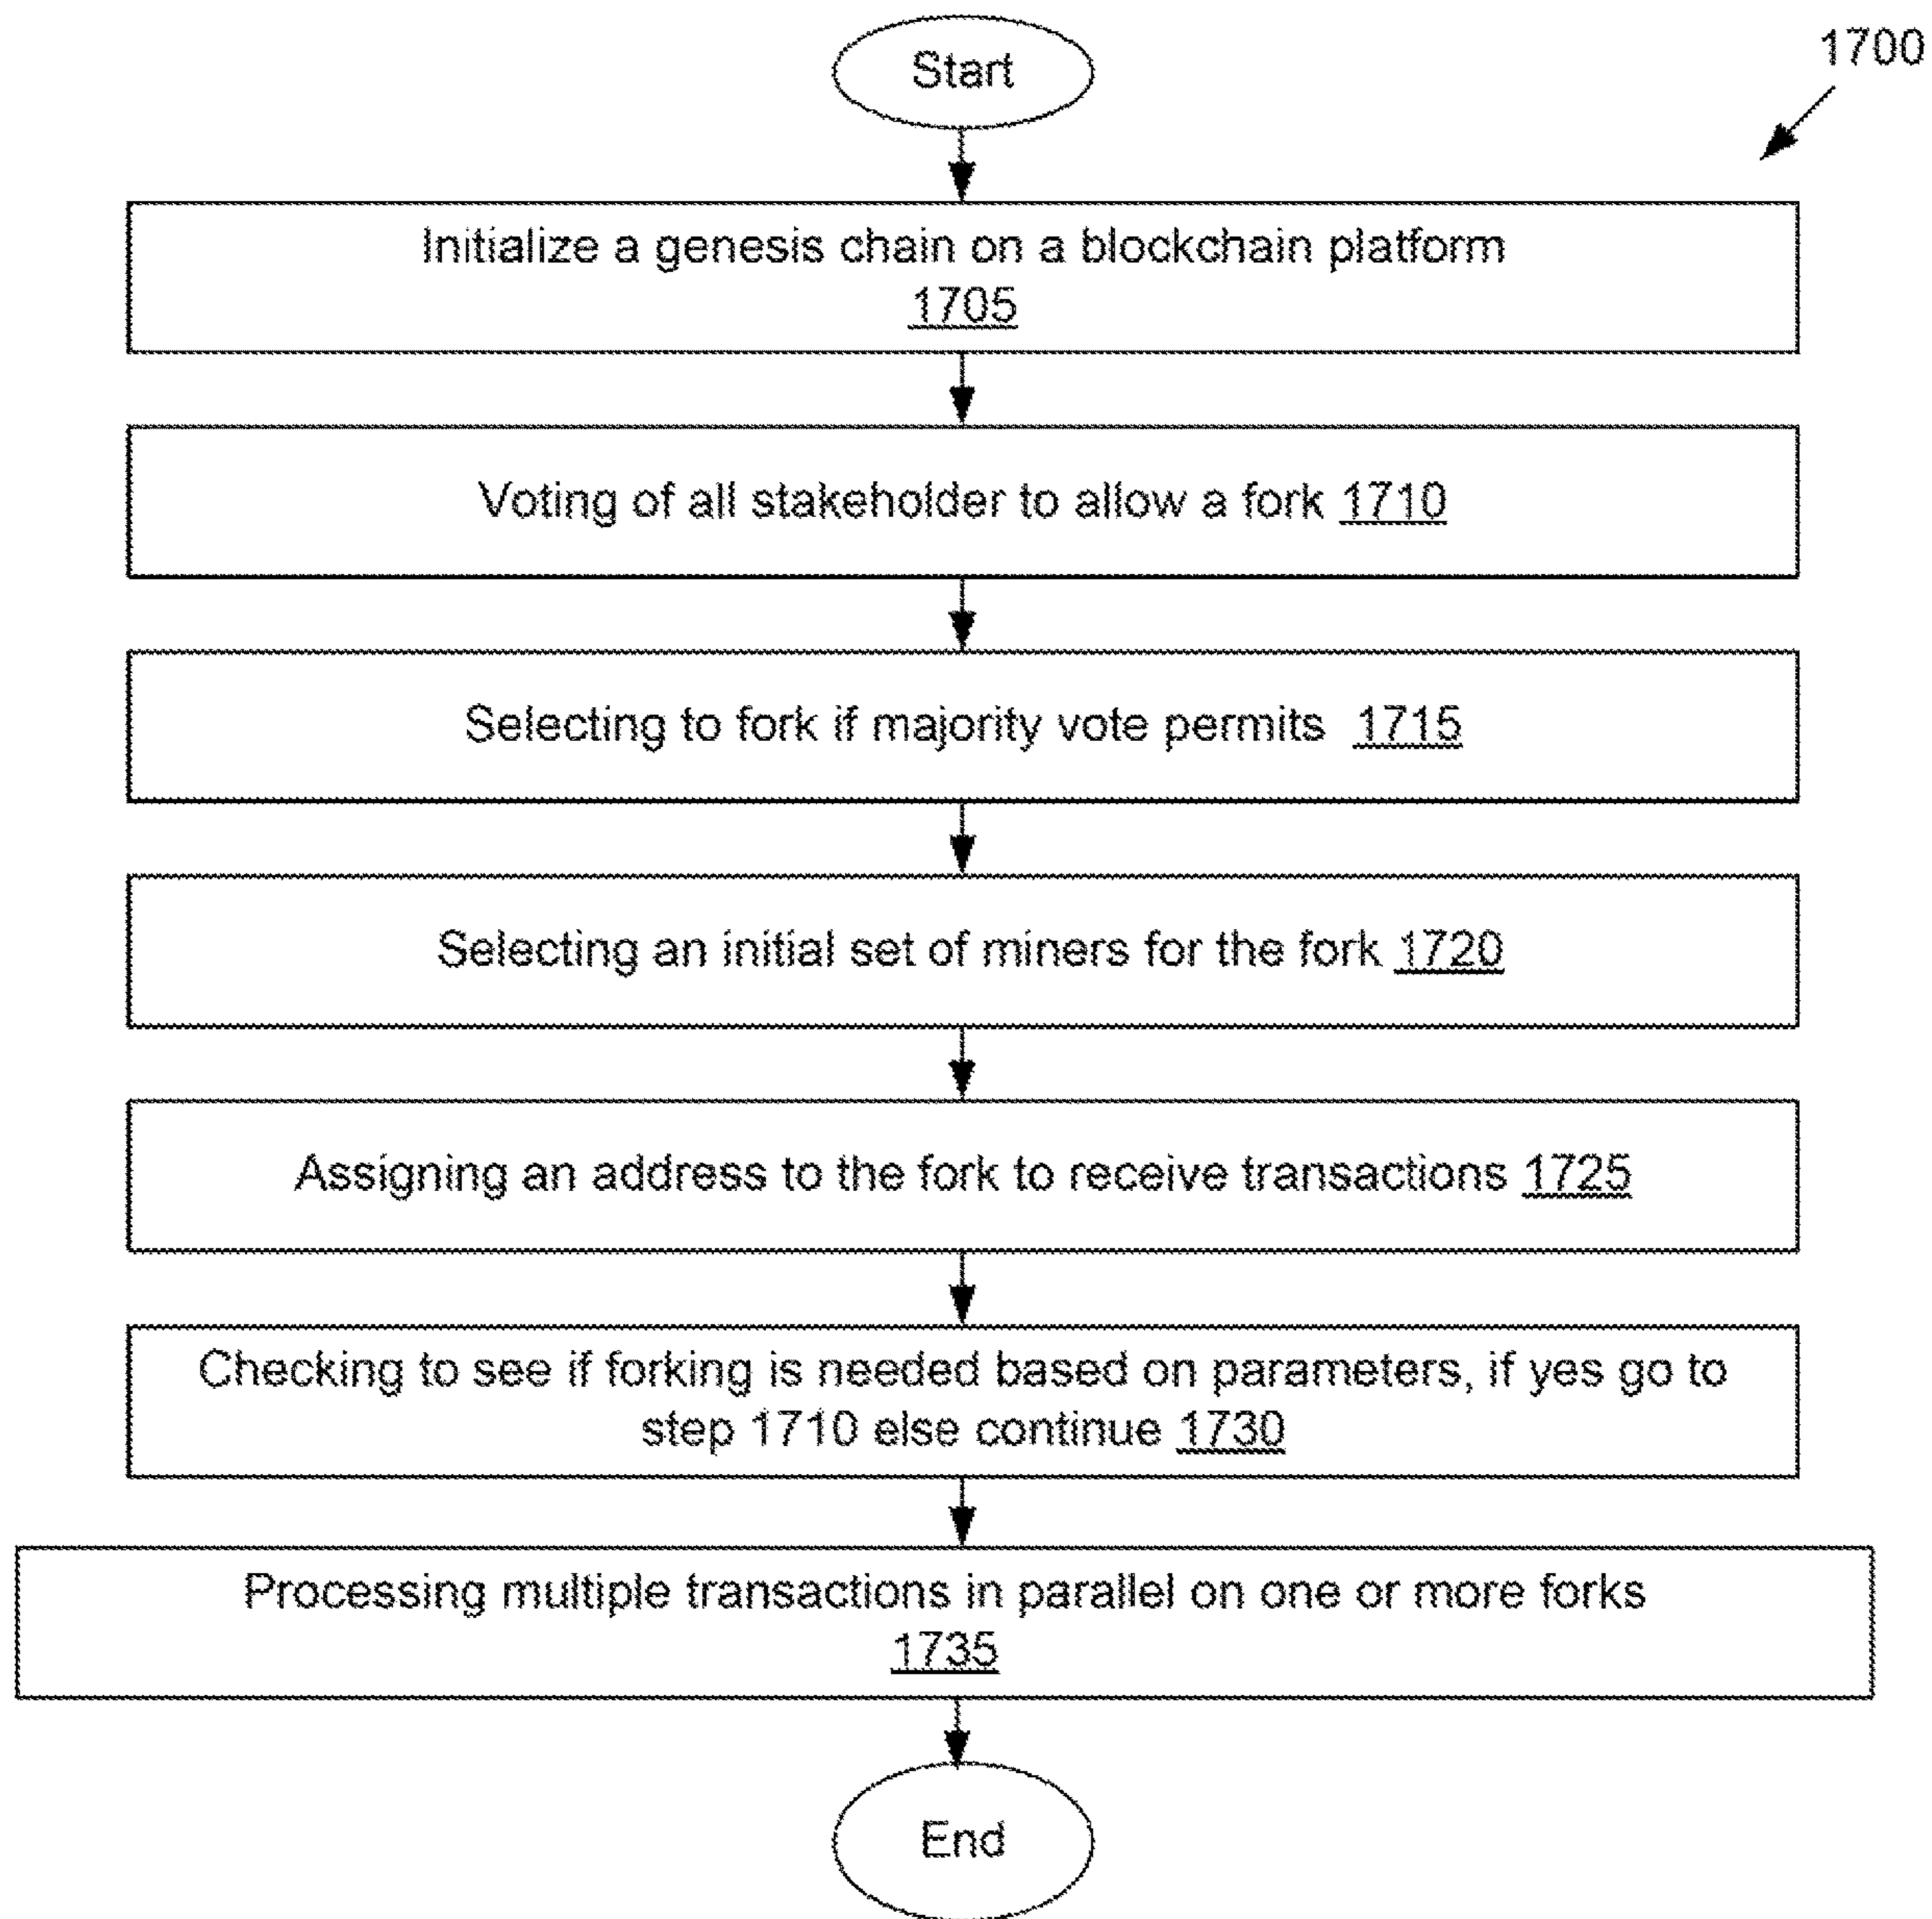 Start
1700
Initialize a genesis chain on a blockchain platform
1705
Voting of all stakeholder to allow a fork 1710
Selecting to fork if majority vote permits 1715
Selecting an initial set of miners for the fork 1720
Assigning an address to the fork to receive transactions 1725
Checking to see if forking is needed based on parameters, if yes go to
step 1710 else continue 1730
Processing multiple transactions in parallel on one or more forks
1735
End